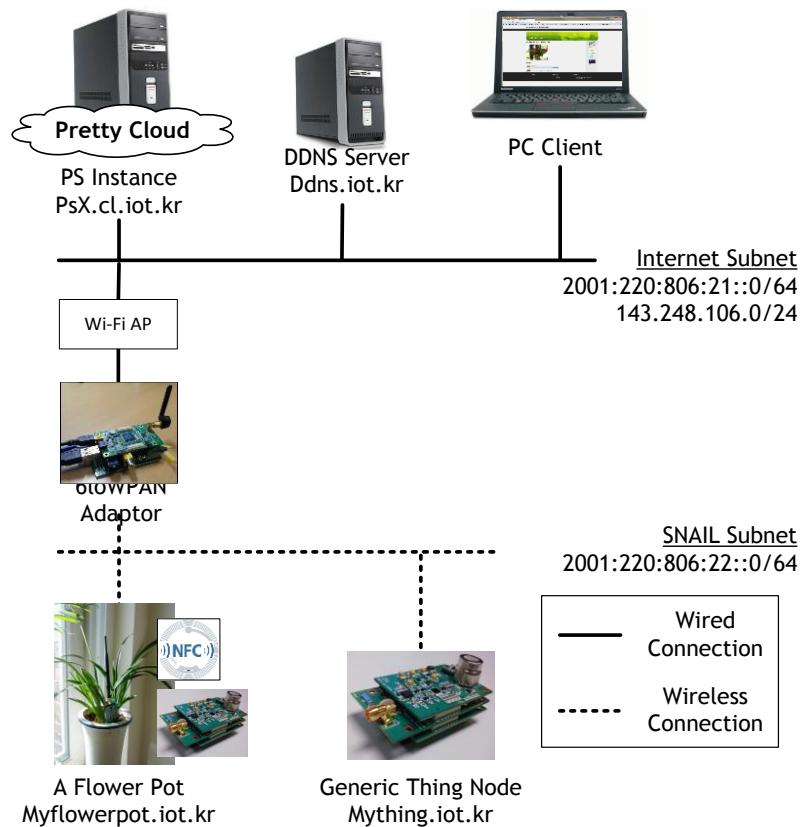 Pretty Cloud
PS Instance
PsX.cl.iot.kr
DDNS Server
Ddns.iot.kr
PC Client
Internet Subnet
2001:220:806:21::0/64
143.248.106.0/24
Wi-Fi AP
6loWPAN
Adaptor
SNAIL Subnet
2001:220:806:22::0/64
Wired
Connection
Wireless
Connection
NFC
A Flower Pot
Myflowerpot.iot.kr
Generic Thing Node
Mything.iot.kr